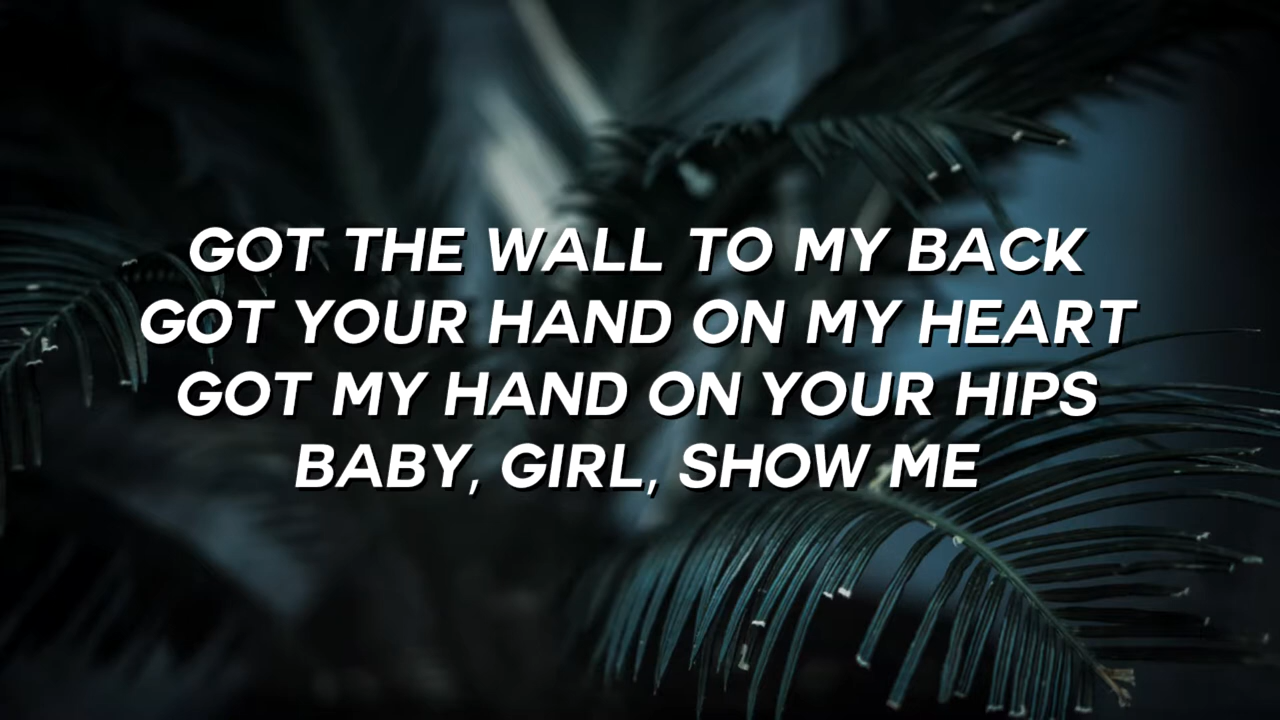 GOT THE WALL TO MY BACK
GOT YOUR HAND ON MY HEART
GOT MY HAND ON YOUR HIPS
BABY, GIRL, SHOW ME